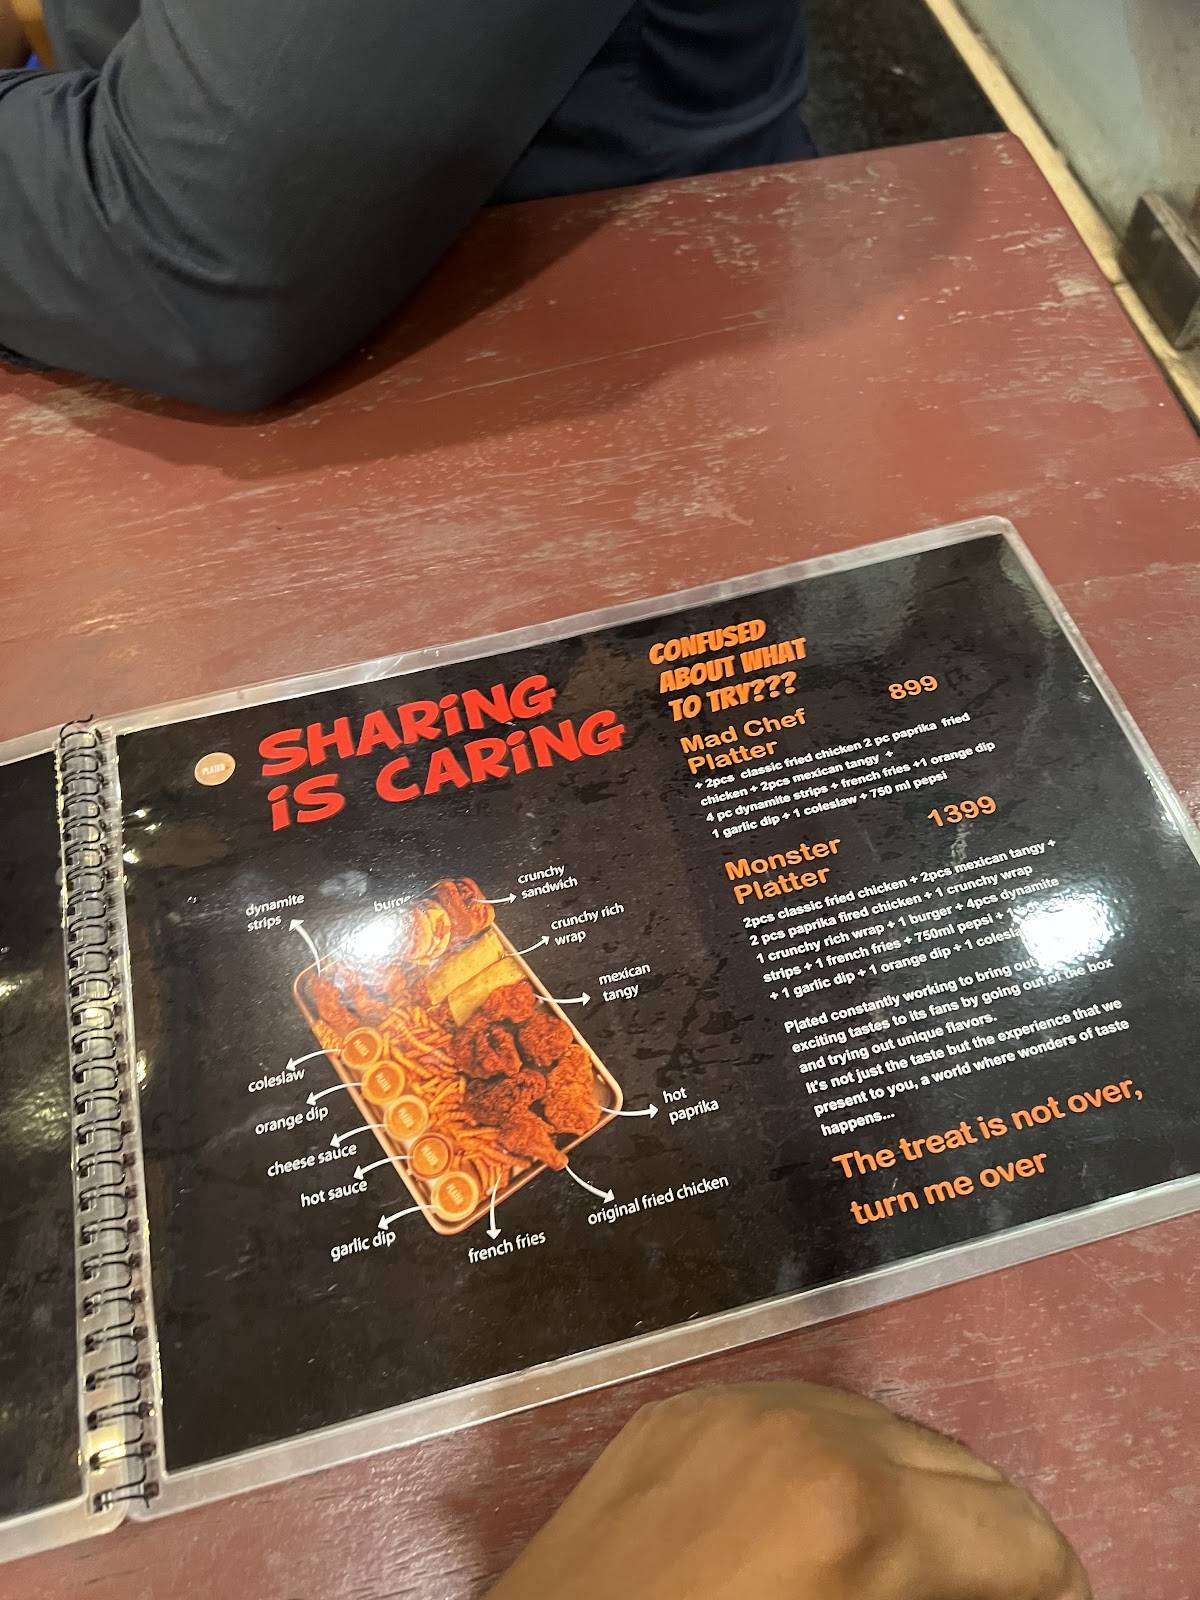 PLATED
SHARiNG
iS CARiNG
dynamite
strips
crunchy
sandwich
crunchy rich
wrap
mexican
tangy
coleslaw
orange dip
cheese sauce
hot sauce
garlic dip
french fries
original fried chicken
hot
paprika
CONFUSED
ABOUT WHAT
TO TRY???
Mad Chef 899
Platter
+ 2pcs classic fried chicken 2 pc paprika fried
chicken + 2pcs mexican tangy +
4 pc dynamite strips + french fries +1 orange dip
1 garlic dip + 1 coleslaw + 750 ml pepsi
Monster 1399
Platter
2pcs classic fried chicken + 2pcs mexican tangy +
2 pcs paprika fired chicken + 1 crunchy wrap
1 crunchy rich wrap + 1 burger + 4pcs dynamite
strips + 1 french fries + 750ml pepsi + 1
+ 1 garlic dip + 1 orange dip + 1
Plated constantly working to bring out
exciting tastes to its fans by going out of the box
and trying out unique flavors.
It's not just the taste but the experience that we
present to you, a world where wonders of taste
happens...
The treat is not over,
turn me over